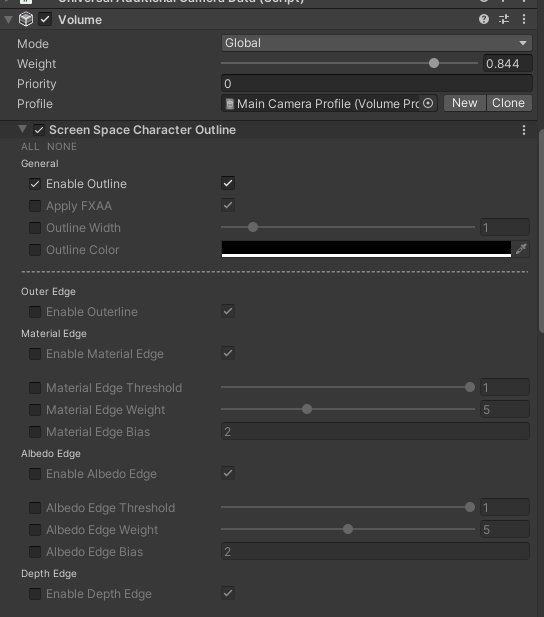 Universal Additional Camera Data (Script)
Volume
Mode Global
Weight 0.844
Priority 0
Profile Main Camera Profile (Volume Pro New Clone
Screen Space Character Outline
ALL NONE
General
Enable Outline
Apply FXAA
Outline Width 1
Outline Color
Outer Edge
Enable Outerline
Material Edge
Enable Material Edge
Material Edge Threshold 1
Material Edge Weight 5
Material Edge Bias 2
Albedo Edge
Enable Albedo Edge
Albedo Edge Threshold 1
Albedo Edge Weight 5
Albedo Edge Bias 2
Depth Edge
Enable Depth Edge